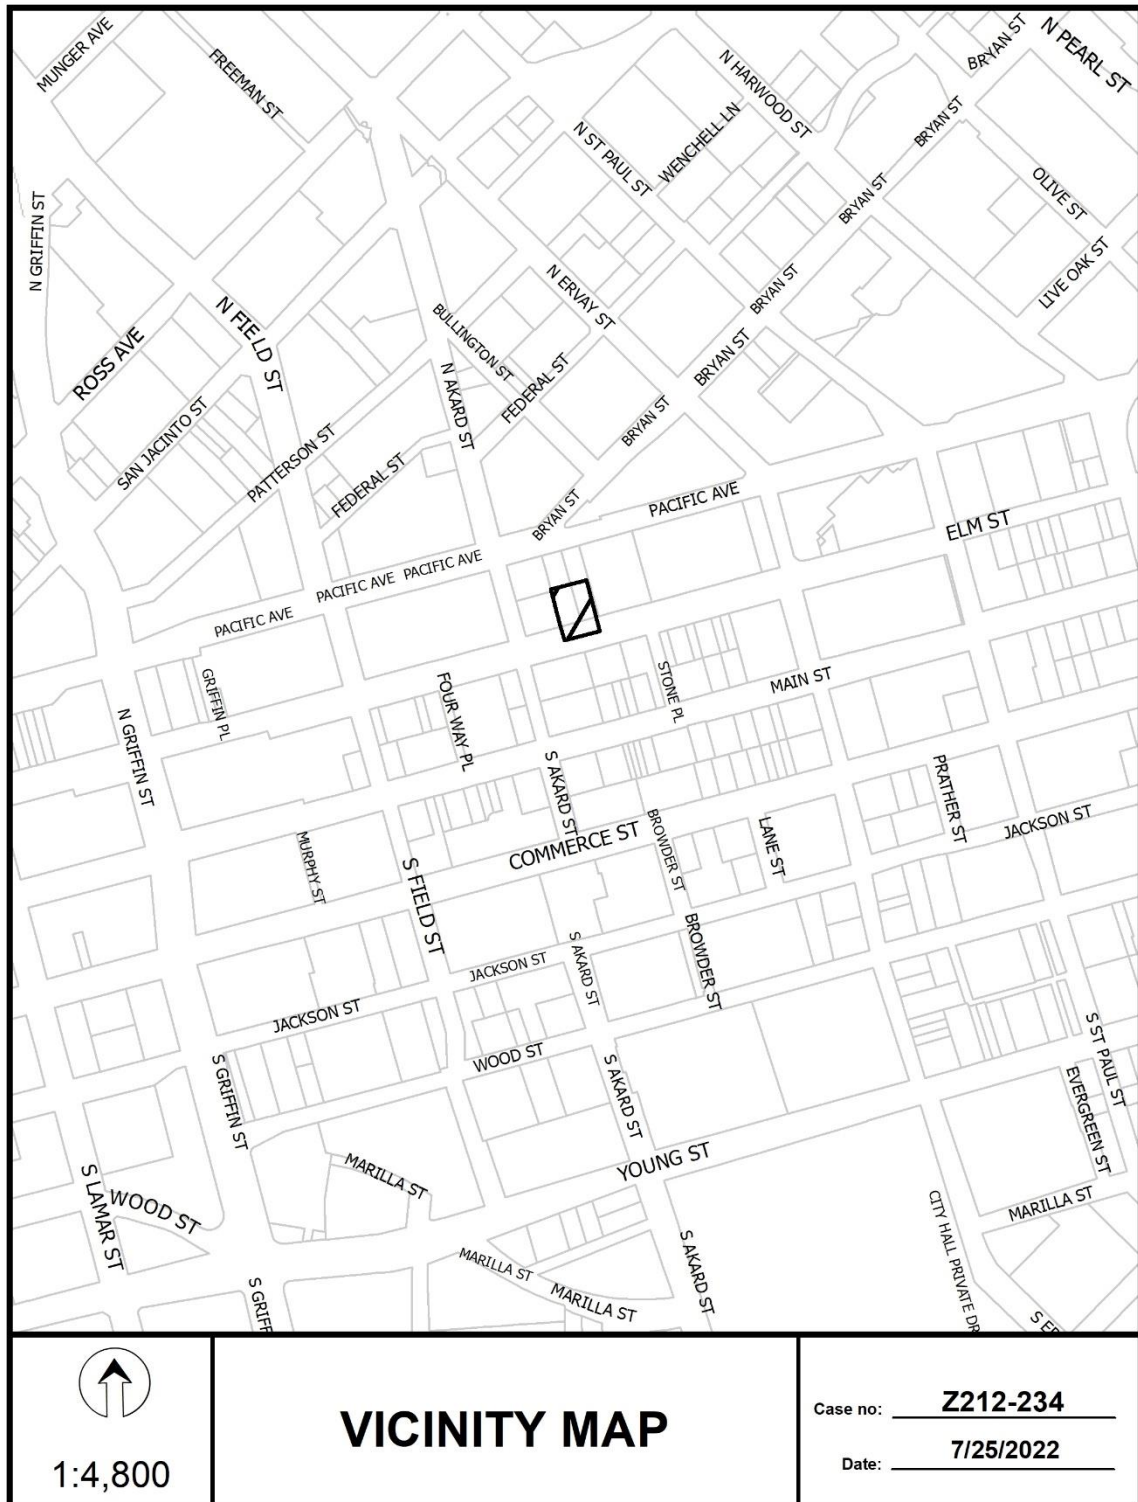 MUNGER AVE
FREEMAN ST
N HARWOOD ST
BRYAN ST
N PEARL ST
N ST PAUL ST
WENCHELL LN
BRYAN ST
OLIVE ST
BRYAN ST
N GRIFFIN ST
LIVE OAK ST
N ERVAY ST
BRYAN ST
N FIELD ST
BULLINGTON ST
ROSS AVE
BRYAN ST
FEDERAL ST
N AKARD ST
SAN JACINTO ST
BRYAN ST
PATTERSON ST
FEDERAL ST
PACIFIC AVE
BRYAN ST
ELM ST
PACIFIC AVE
PACIFIC AVE
PACIFIC AVE
GRIFFIN PL
FOUR WAY PL
STONE PL
MAIN ST
N GRIFFIN ST
S AKARD ST
PRATHER ST
BROWDER ST
LANE ST
JACKSON ST
COMMERCE ST
MURPHY ST
S FIELD ST
BROWDER ST
S AKARD ST
JACKSON ST
JACKSON ST
WOOD ST
S ST PAUL ST
S GRIFFIN ST
S AKARD ST
EVERGREEN ST
YOUNG ST
MARILLA ST
S LAMAR ST
WOOD ST
CITY HALL PRIVATE DR
MARILLA ST
S AKARD ST
MARILLA ST
MARILLA ST
S GRIFF
S ER
1:4,800
VICINITY MAP
Case no: Z212-234
Date: 7/25/2022